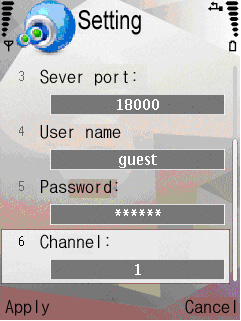 Setting
3 Sever port:
18000
4 User name
guest
5 Password:
******
6 Channel:
1
Apply Cancel